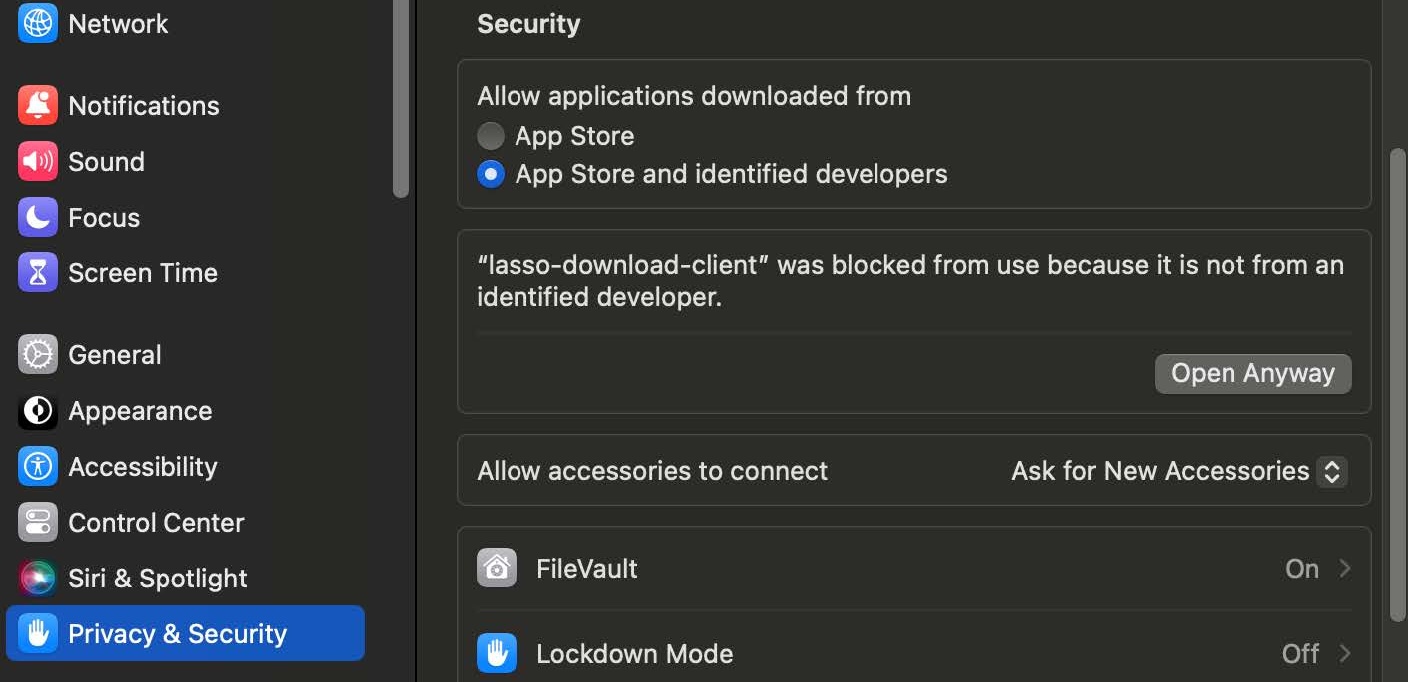 Network
Notifications
Sound
Focus
Screen Time
General
Appearance
Accessibility
Control Center
Siri & Spotlight
Privacy & Security
Security
Allow applications downloaded from
App Store
App Store and identified developers
“lasso-download-client” was blocked from use because it is not from an
identified developer.
Open Anyway
Allow accessories to connect Ask for New Accessories
FileVault On
Lockdown Mode Off